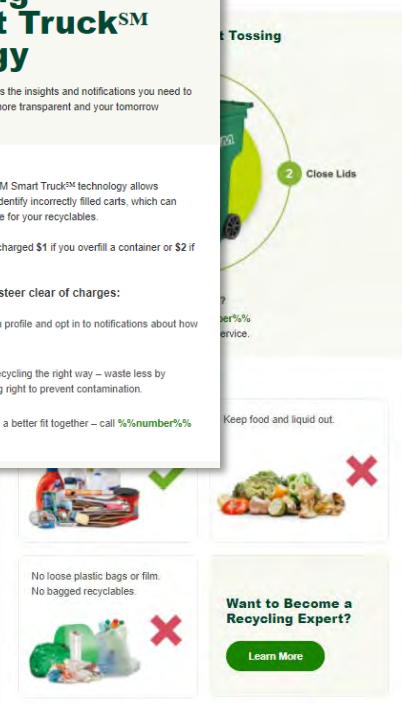 t Truck℠
gy
s the insights and notifications you need to
ore transparent and your tomorrow
M Smart Truck℠ technology allows
dentify incorrectly filled carts, which can
e for your recyclables.
charged $1 if you overfill a container or $2 if
steer clear of charges:
profile and opt in to notifications about how
ecycling the right way – waste less by
g right to prevent contamination.
a better fit together – call %%number%%
t Tossing
2 Close Lids
?
er%%
ervice.
Keep food and liquid out.
No loose plastic bags or film.
No bagged recyclables.
Want to Become a
Recycling Expert?
Learn More